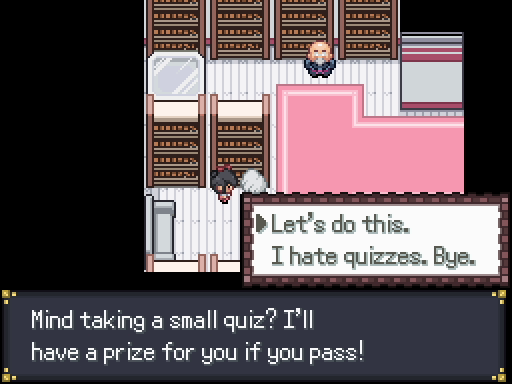 Let's do this.
I hate quizzes. Bye.
Mind taking a small quiz? I'll
have a prize for you if you pass!